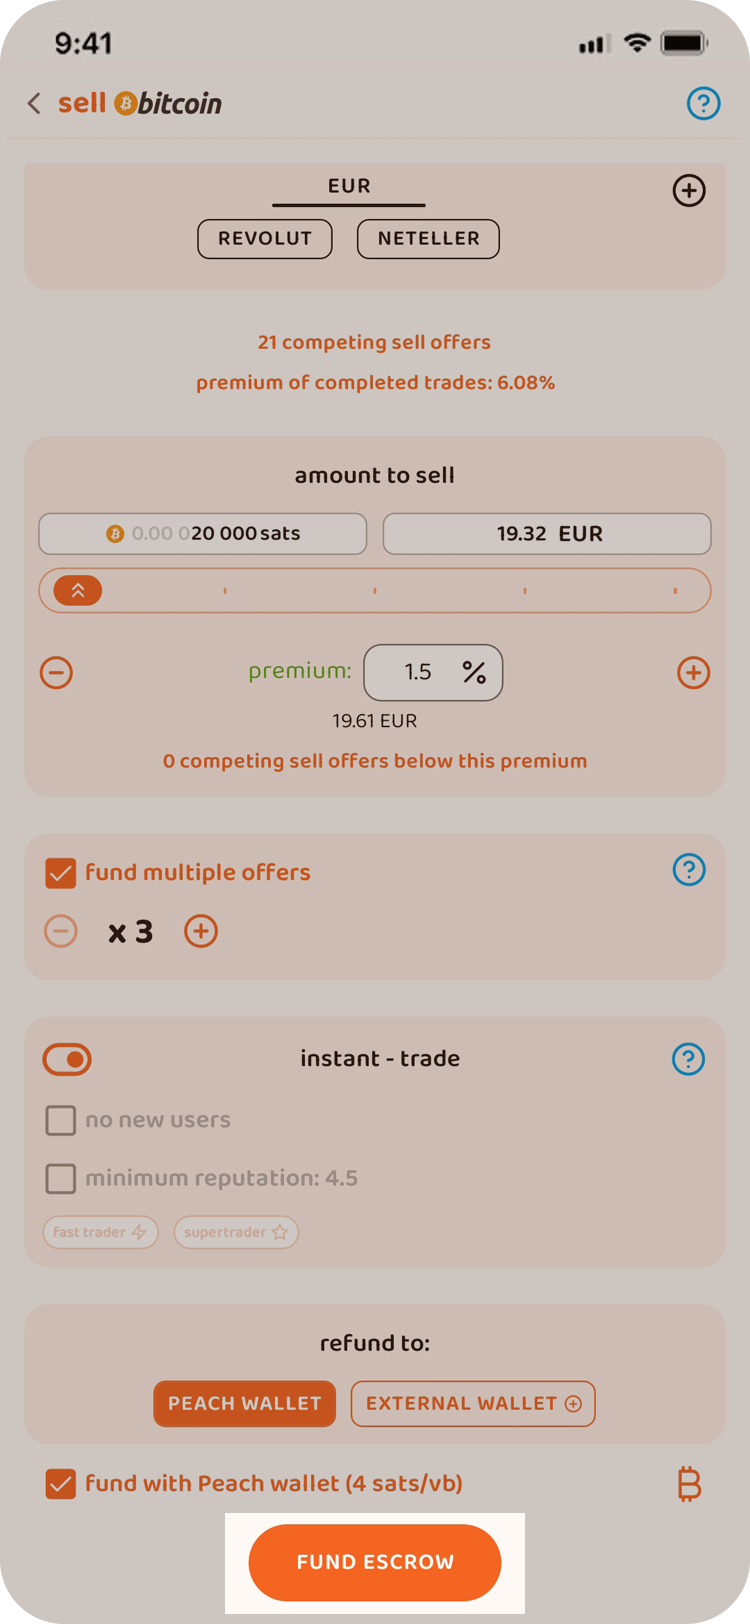 9:41
sell bitcoin
EUR
REVOLUT NETELLER
21 competing sell offers
premium of completed trades: 6.08%
amount to sell
0.00 020 000 sats 19.32 EUR
premium: 1.5 %
19.61 EUR
0 competing sell offers below this premium
fund multiple offers
x 3
instant - trade
no new users
minimum reputation: 4.5
fast trader supertrader
refund to:
PEACH WALLET EXTERNAL WALLET
fund with Peach wallet (4 sats/vb)
FUND ESCROW